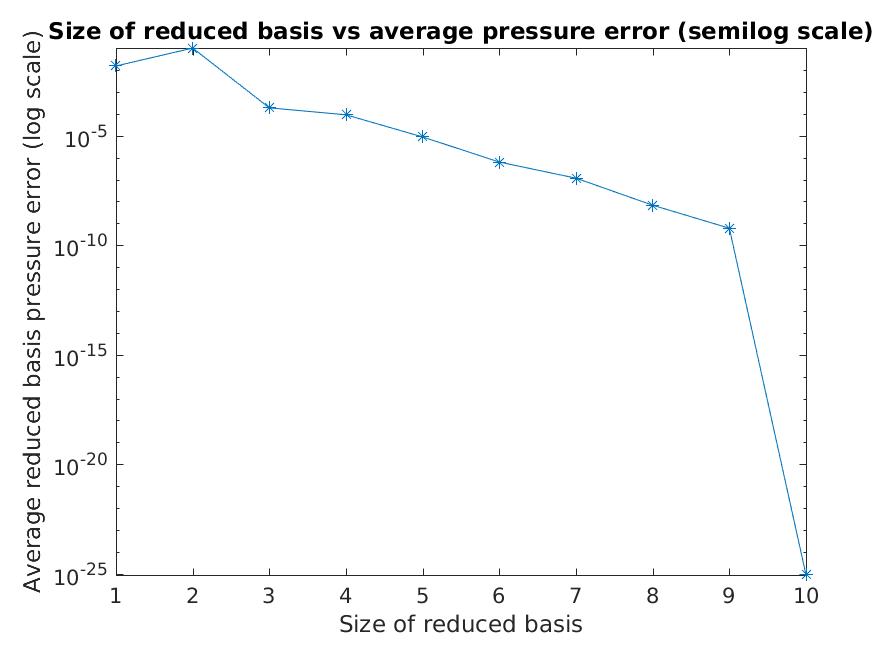 Size of reduced basis vs average pressure error (semilog scale)
Average reduced basis pressure error (log scale)
10^-5
10^-10
10^-15
10^-20
10^-25
1 2 3 4 5 6 7 8 9 10
Size of reduced basis